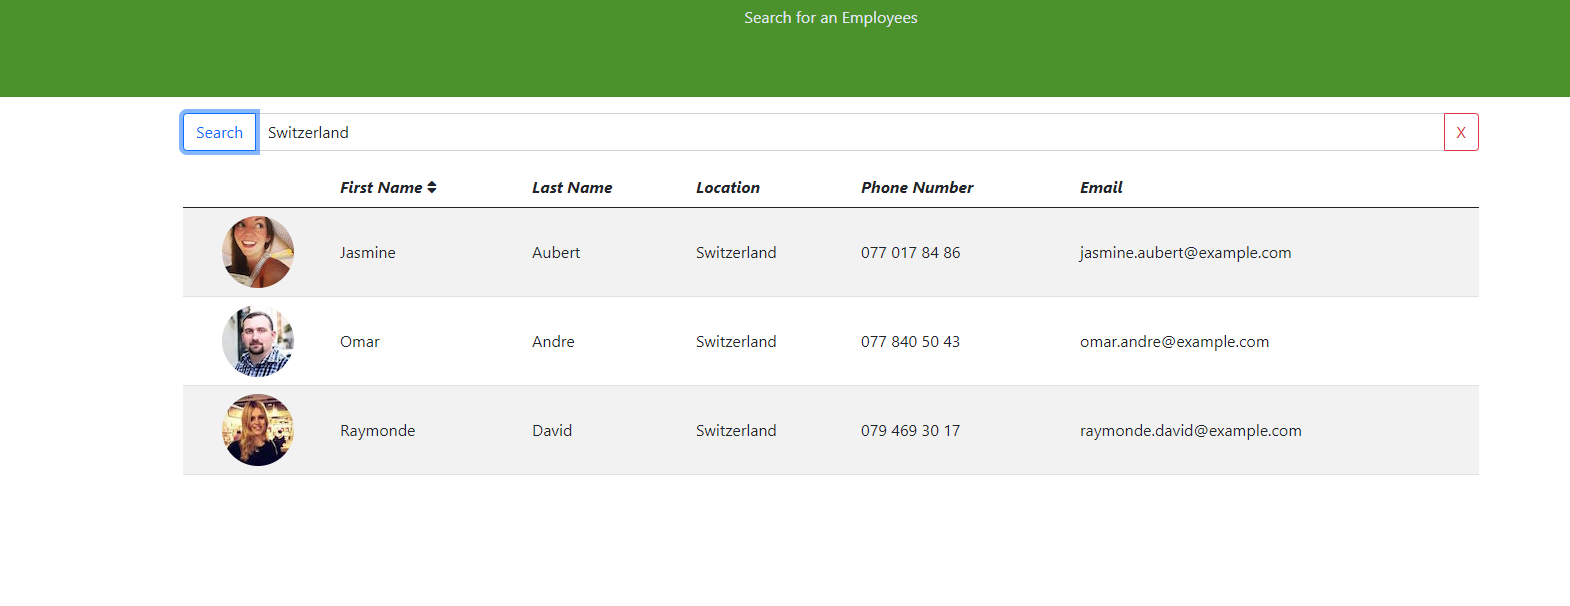 Search for an Employees
Search Switzerland X
First Name Last Name Location Phone Number Email
Jasmine Aubert Switzerland 077 017 84 86 jasmine.aubert@example.com
Omar Andre Switzerland 077 840 50 43 omar.andre@example.com
Raymonde David Switzerland 079 469 30 17 raymonde.david@example.com